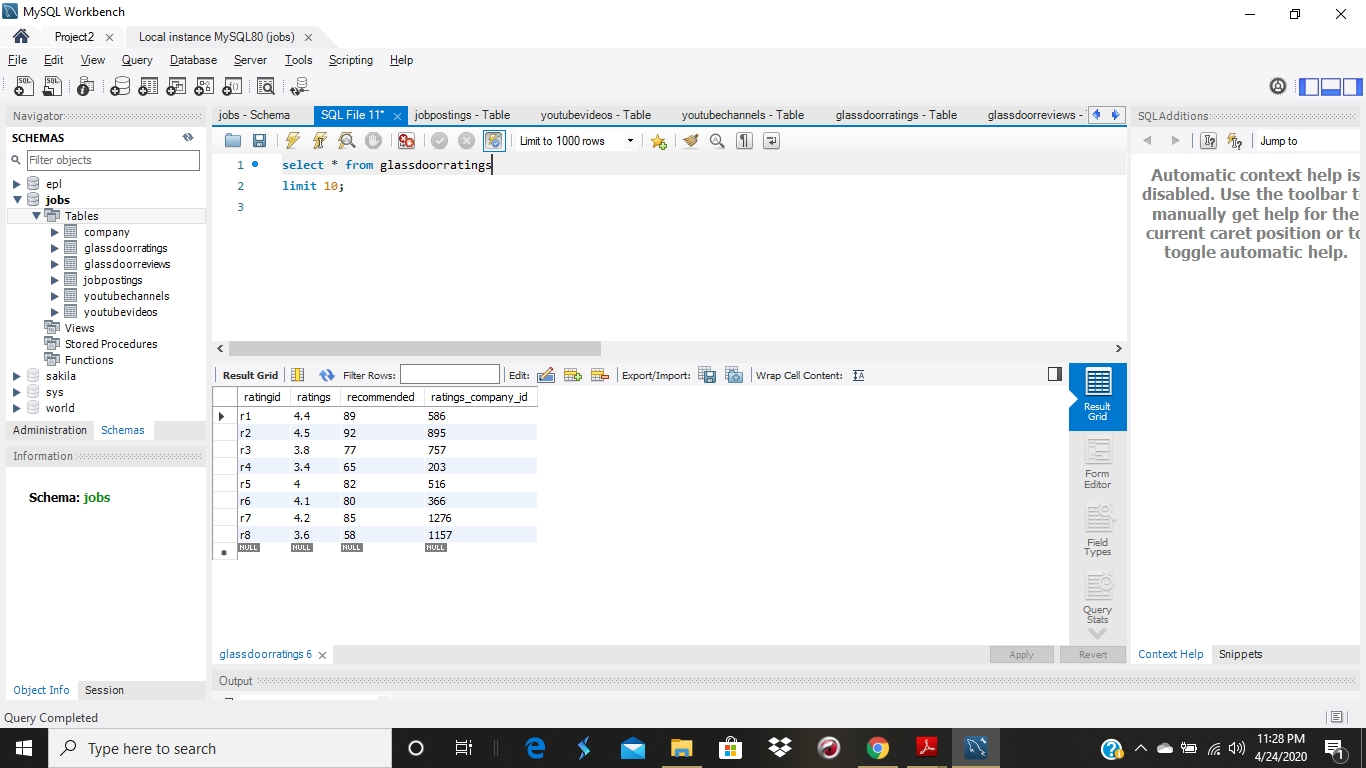 MySQL Workbench
Project2
Local instance MySQL80 (jobs)
File Edit View Query Database Server Tools Scripting Help
Navigator
SCHEMAS
Filter objects
epl
jobs
Tables
company
glassdoorratings
glassdoorreviews
jobpostings
youtubechannels
youtubevideos
Views
Stored Procedures
Functions
sakila
sys
world
Administration Schemas
Information
Schema: jobs
Object Info Session
jobs - Schema SQL File 11* jobpostings - Table youtubevideos - Table youtubechannels - Table glassdoorratings - Table glassdoorreviews -
Limit to 1000 rows
1 select * from glassdoorratings
2 limit 10;
3
Result Grid Filter Rows: Edit: Export/Import: Wrap Cell Content:
ratingid ratings recommended ratings_company_id
r1 4.4 89 586
r2 4.5 92 895
r3 3.8 77 757
r4 3.4 65 203
r5 4 82 516
r6 4.1 80 366
r7 4.2 85 1276
r8 3.6 58 1157
NULL NULL NULL NULL
Result Grid
Form Editor
Field Types
Query Stats
glassdoorratings 6
Apply Revert
Output
SQLAdditions
Jump to
Automatic context help is
disabled. Use the toolbar t
manually get help for the
current caret position or to
toggle automatic help.
Context Help Snippets
Query Completed
Type here to search
11:28 PM
4/24/2020
1